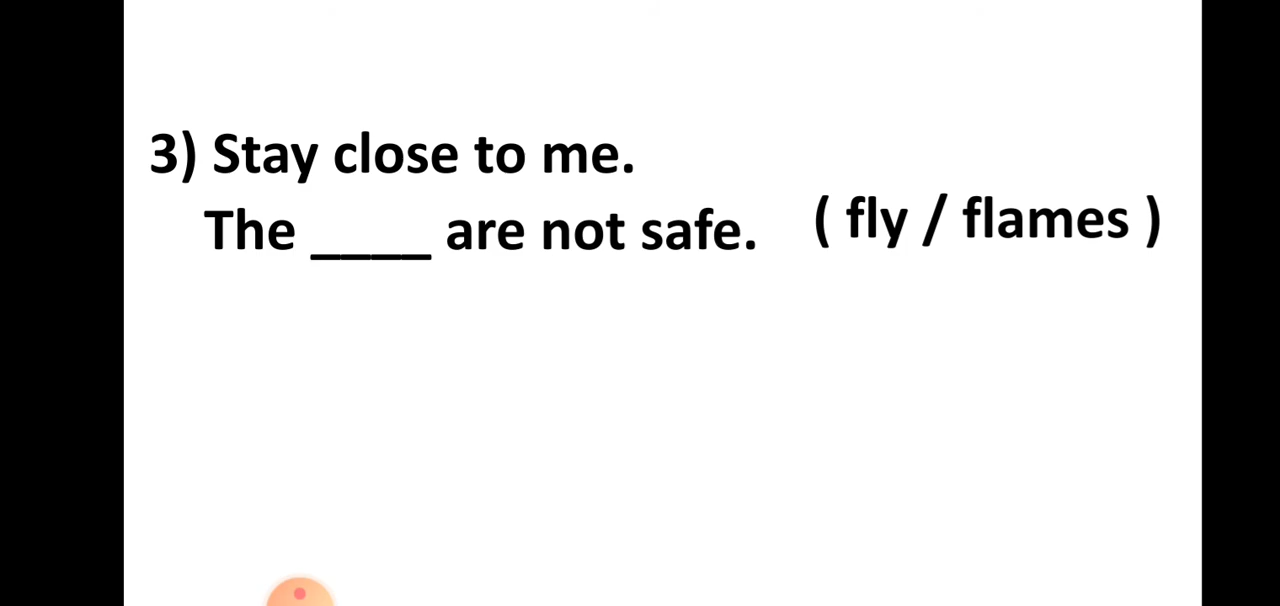 3) Stay close to me.
The ____ are not safe. ( fly / flames )